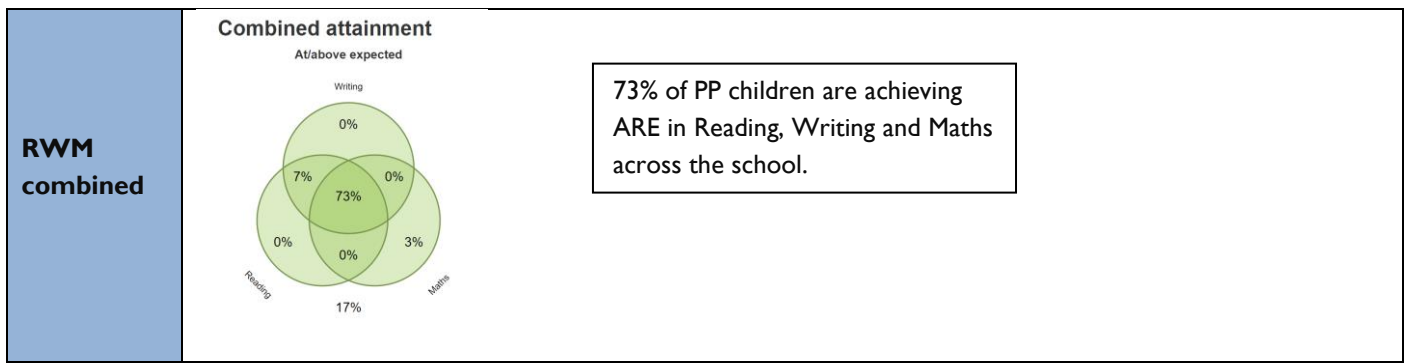 RWM
combined
Combined attainment
At/above expected
Writing
0%
7%
0%
73%
0%
3%
0%
Reading
Maths
17%
73% of PP children are achieving
ARE in Reading, Writing and Maths
across the school.